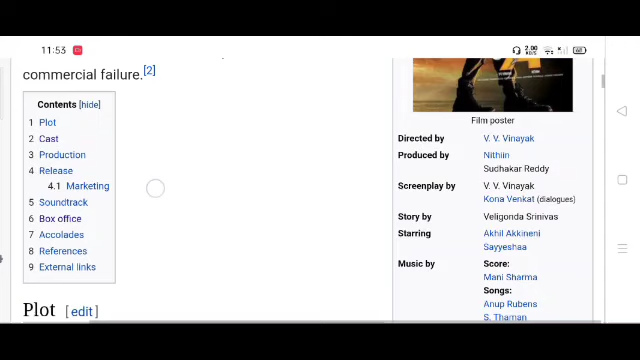 11:53
2.00
KB/S
commercial failure.[2]
Contents [hide]
1 Plot
2 Cast
3 Production
4 Release
4.1 Marketing
5 Soundtrack
6 Box office
7 Accolades
8 References
9 External links
Plot [edit]
Film poster
Directed by V. V. Vinayak
Produced by Nithiin
Sudhakar Reddy
Screenplay by V. V. Vinayak
Kona Venkat (dialogues)
Story by Veligonda Srinivas
Starring Akhil Akkineni
Sayyeshaa
Music by Score:
Mani Sharma
Songs:
Anup Rubens
S. Thaman